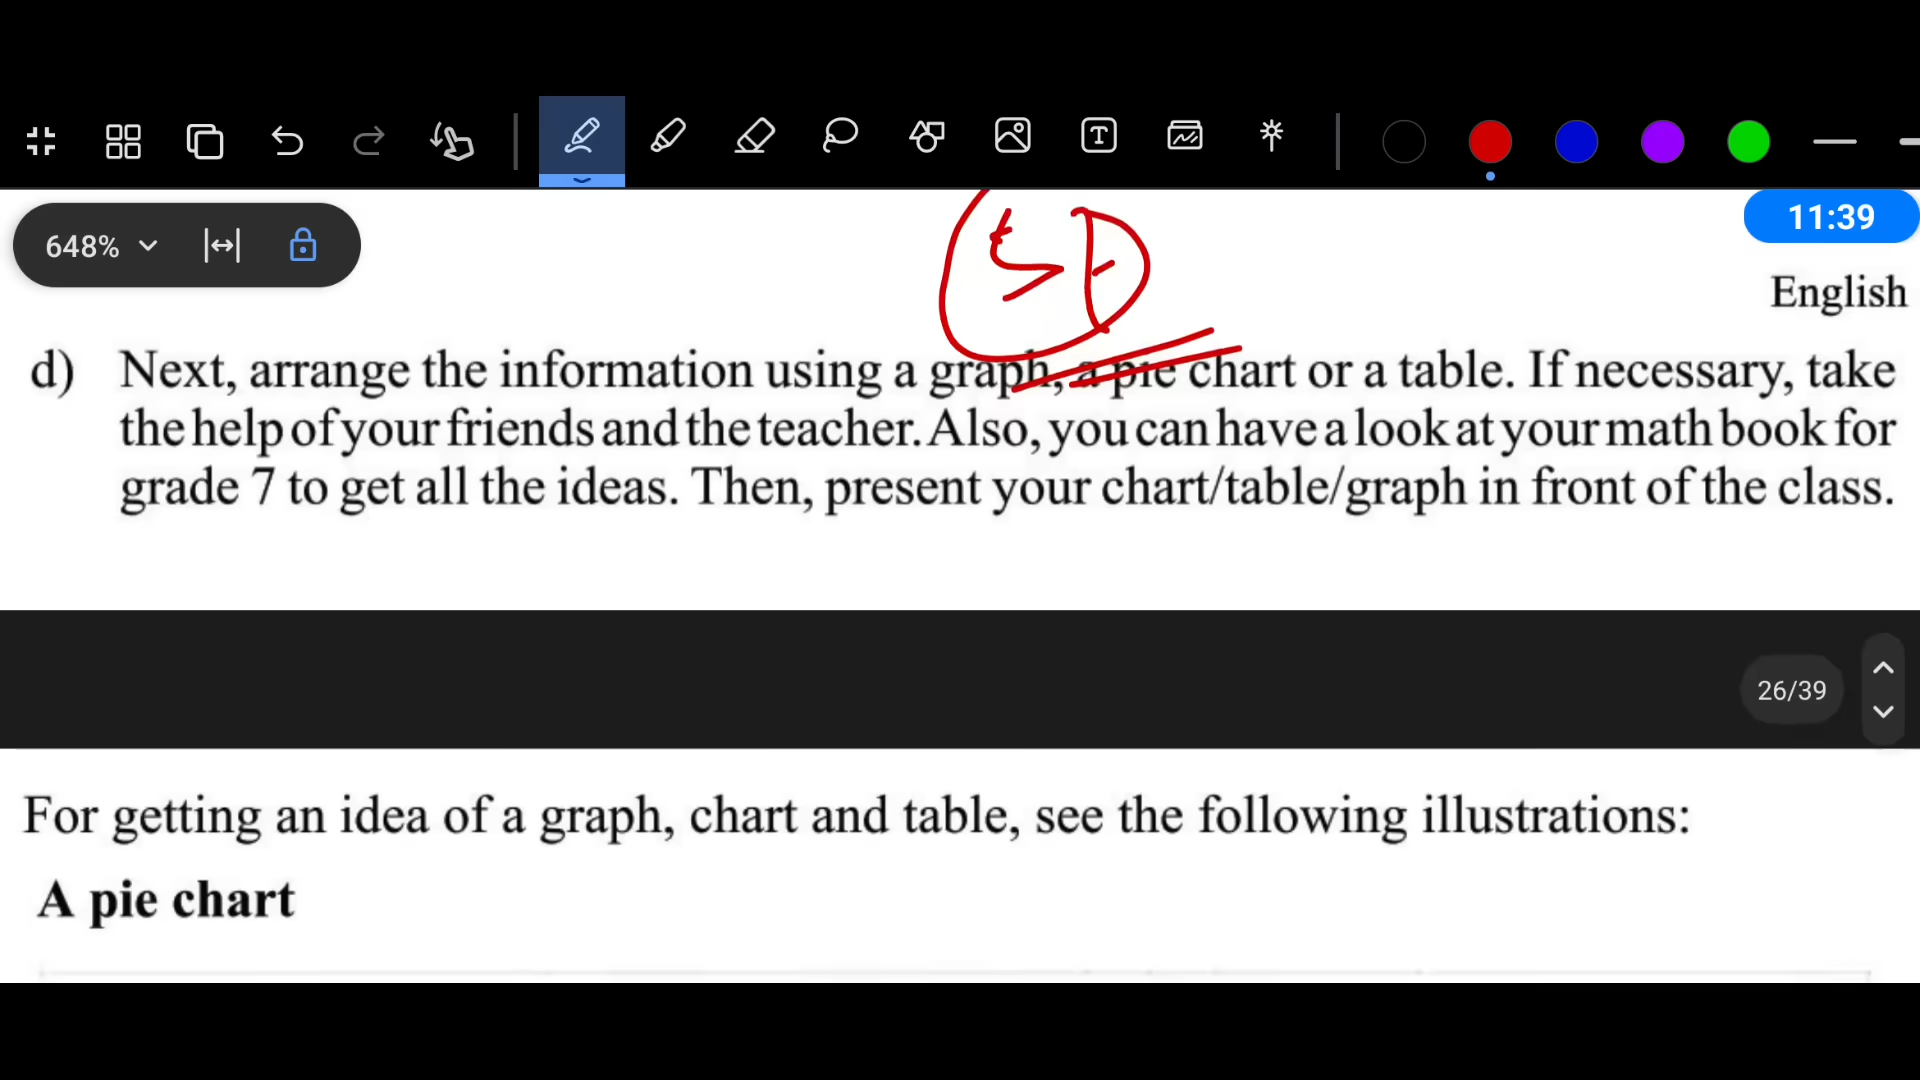 648%
11:39
English
d) Next, arrange the information using a graph, a pie chart or a table. If necessary, take
the help of your friends and the teacher. Also, you can have a look at your math book for
grade 7 to get all the ideas. Then, present your chart/table/graph in front of the class.
26/39
For getting an idea of a graph, chart and table, see the following illustrations:
A pie chart